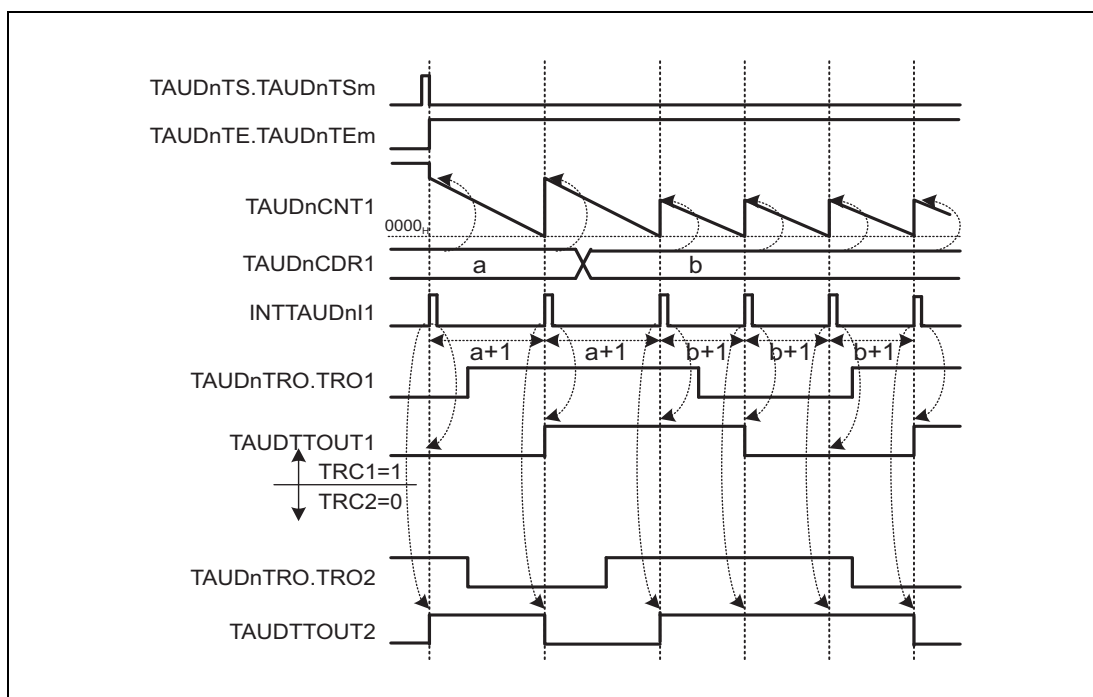 TAUDnTS.TAUDnTSm
TAUDnTE.TAUDnTEm
TAUDnCNT1
0000H
TAUDnCDR1
a
b
INTTAUDnI1
a+1
a+1
b+1
b+1
b+1
TAUDnTRO.TRO1
TAUDTTOUT1
TRC1=1
TRC2=0
TAUDnTRO.TRO2
TAUDTTOUT2